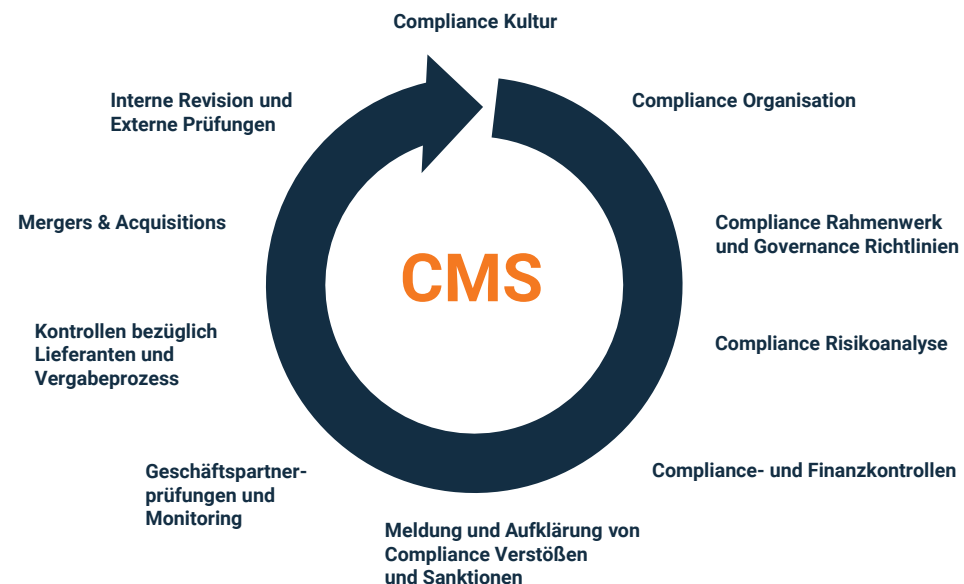 Compliance Kultur
Compliance Organisation
Compliance Rahmenwerk
und Governance Richtlinien
Compliance Risikoanalyse
Compliance- und Finanzkontrollen
Meldung und Aufklärung von
Compliance Verstößen
und Sanktionen
Geschäftspartner-
prüfungen und
Monitoring
Kontrollen bezüglich
Lieferanten und
Vergabeprozess
Mergers & Acquisitions
Interne Revision und
Externe Prüfungen
CMS